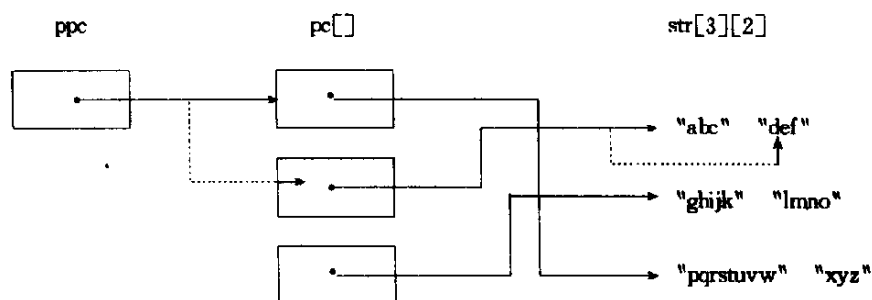 ppc pc[] str[3][2]
"abc" "def"
"ghijk" "lmno"
"pqrstuvw" "xyz"